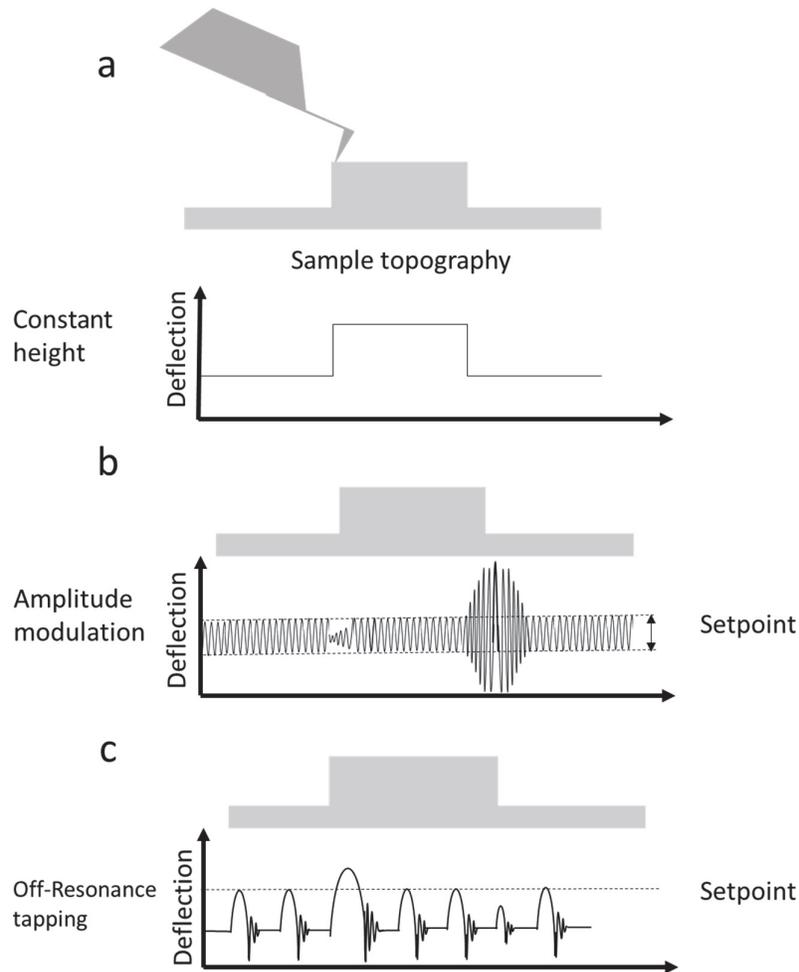 a
Sample topography
Constant
height
Deflection
b
Amplitude
modulation
Deflection
Setpoint
c
Off-Resonance
tapping
Deflection
Setpoint